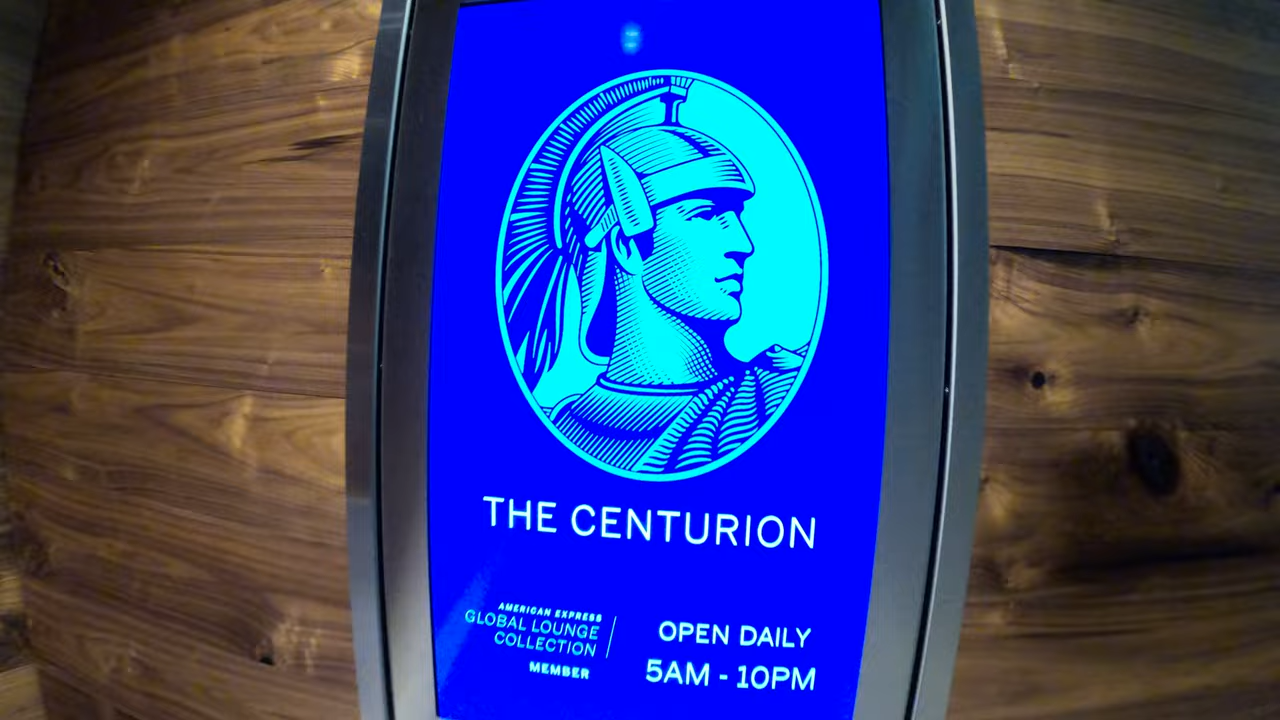 THE CENTURION
AMERICAN EXPRESS
GLOBAL LOUNGE
COLLECTION
MEMBER
OPEN DAILY
5AM - 10PM